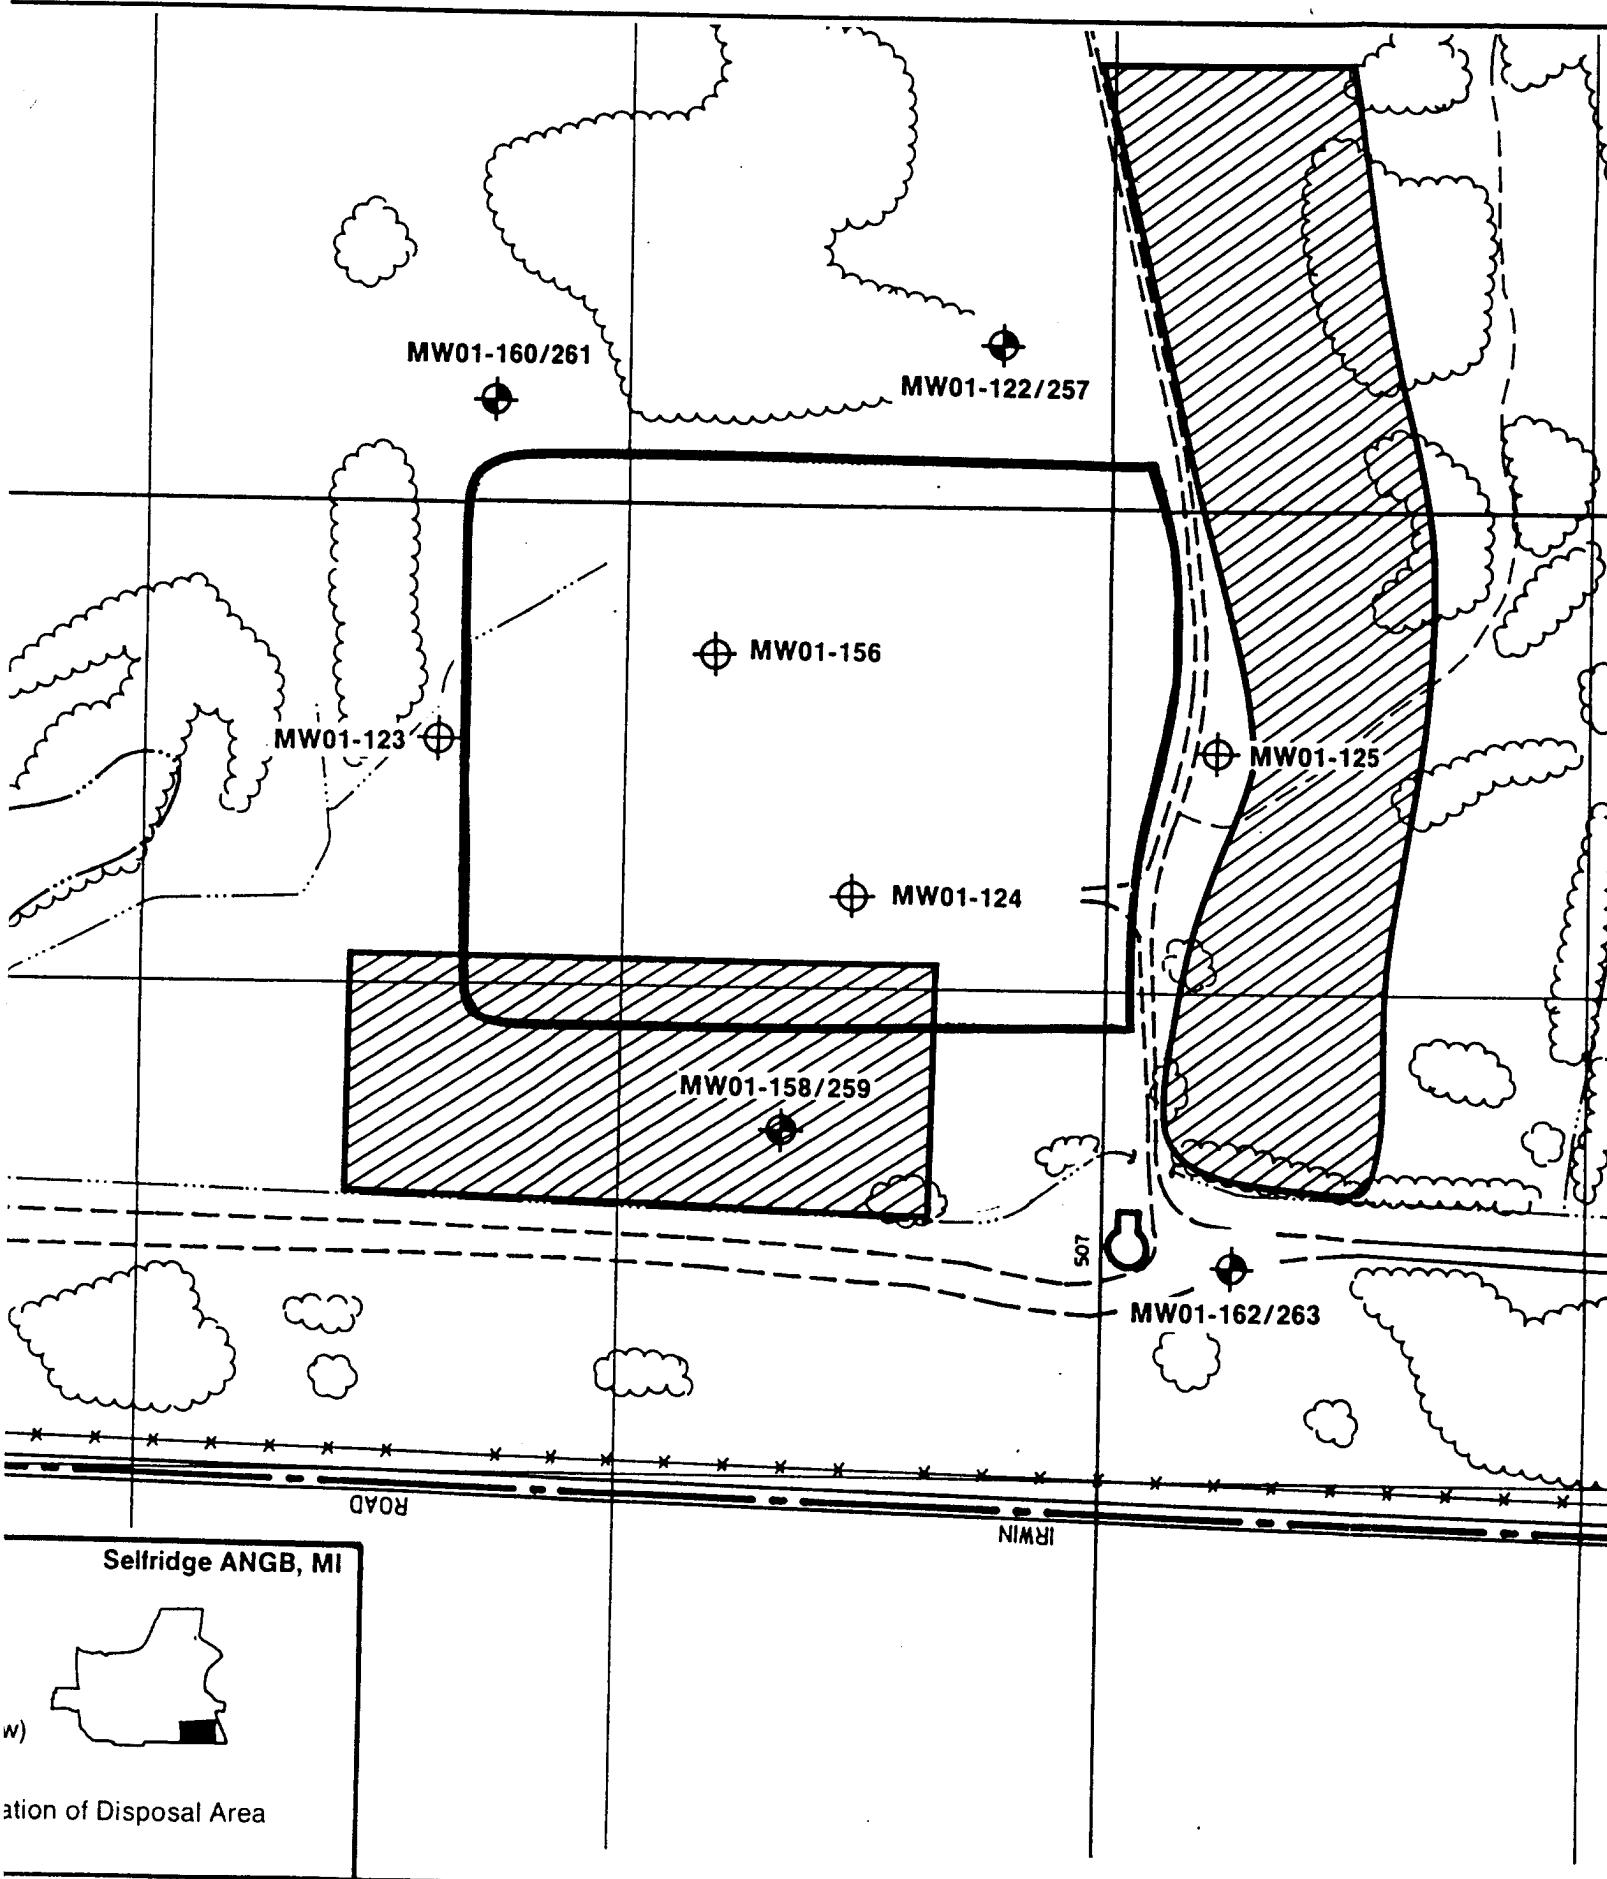 MW01-160/261
MW01-122/257
MW01-156
MW01-123
MW01-125
MW01-124
MW01-158/259
507
MW01-162/263
ROAD
IRWIN
Selfridge ANGB, MI
w)
ation of Disposal Area